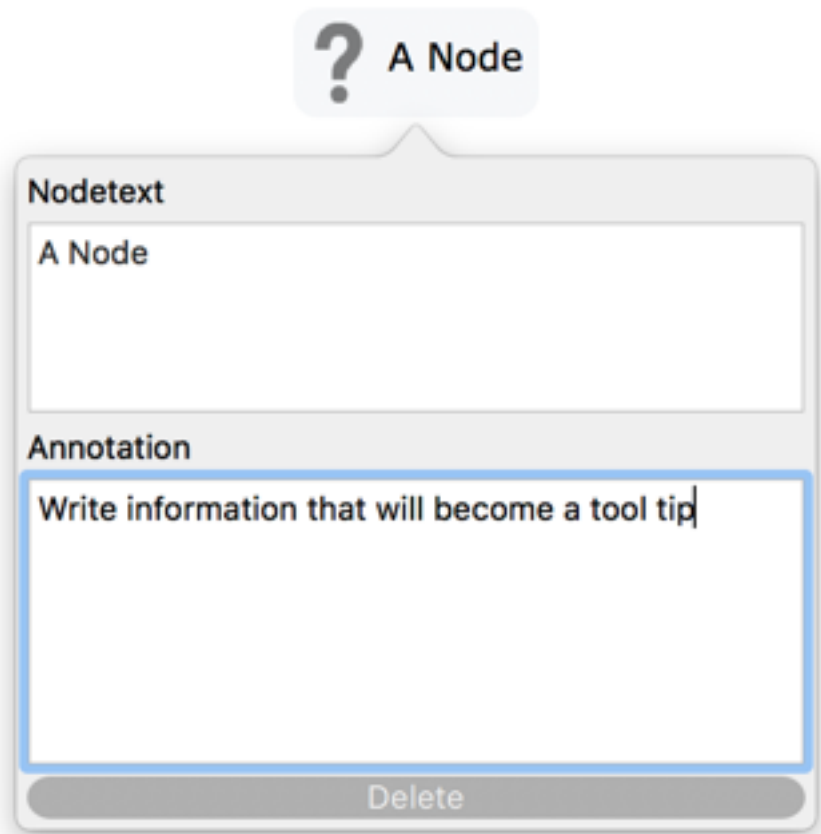 A Node
Nodetext
A Node
Annotation
Write information that will become a tool tip
Delete